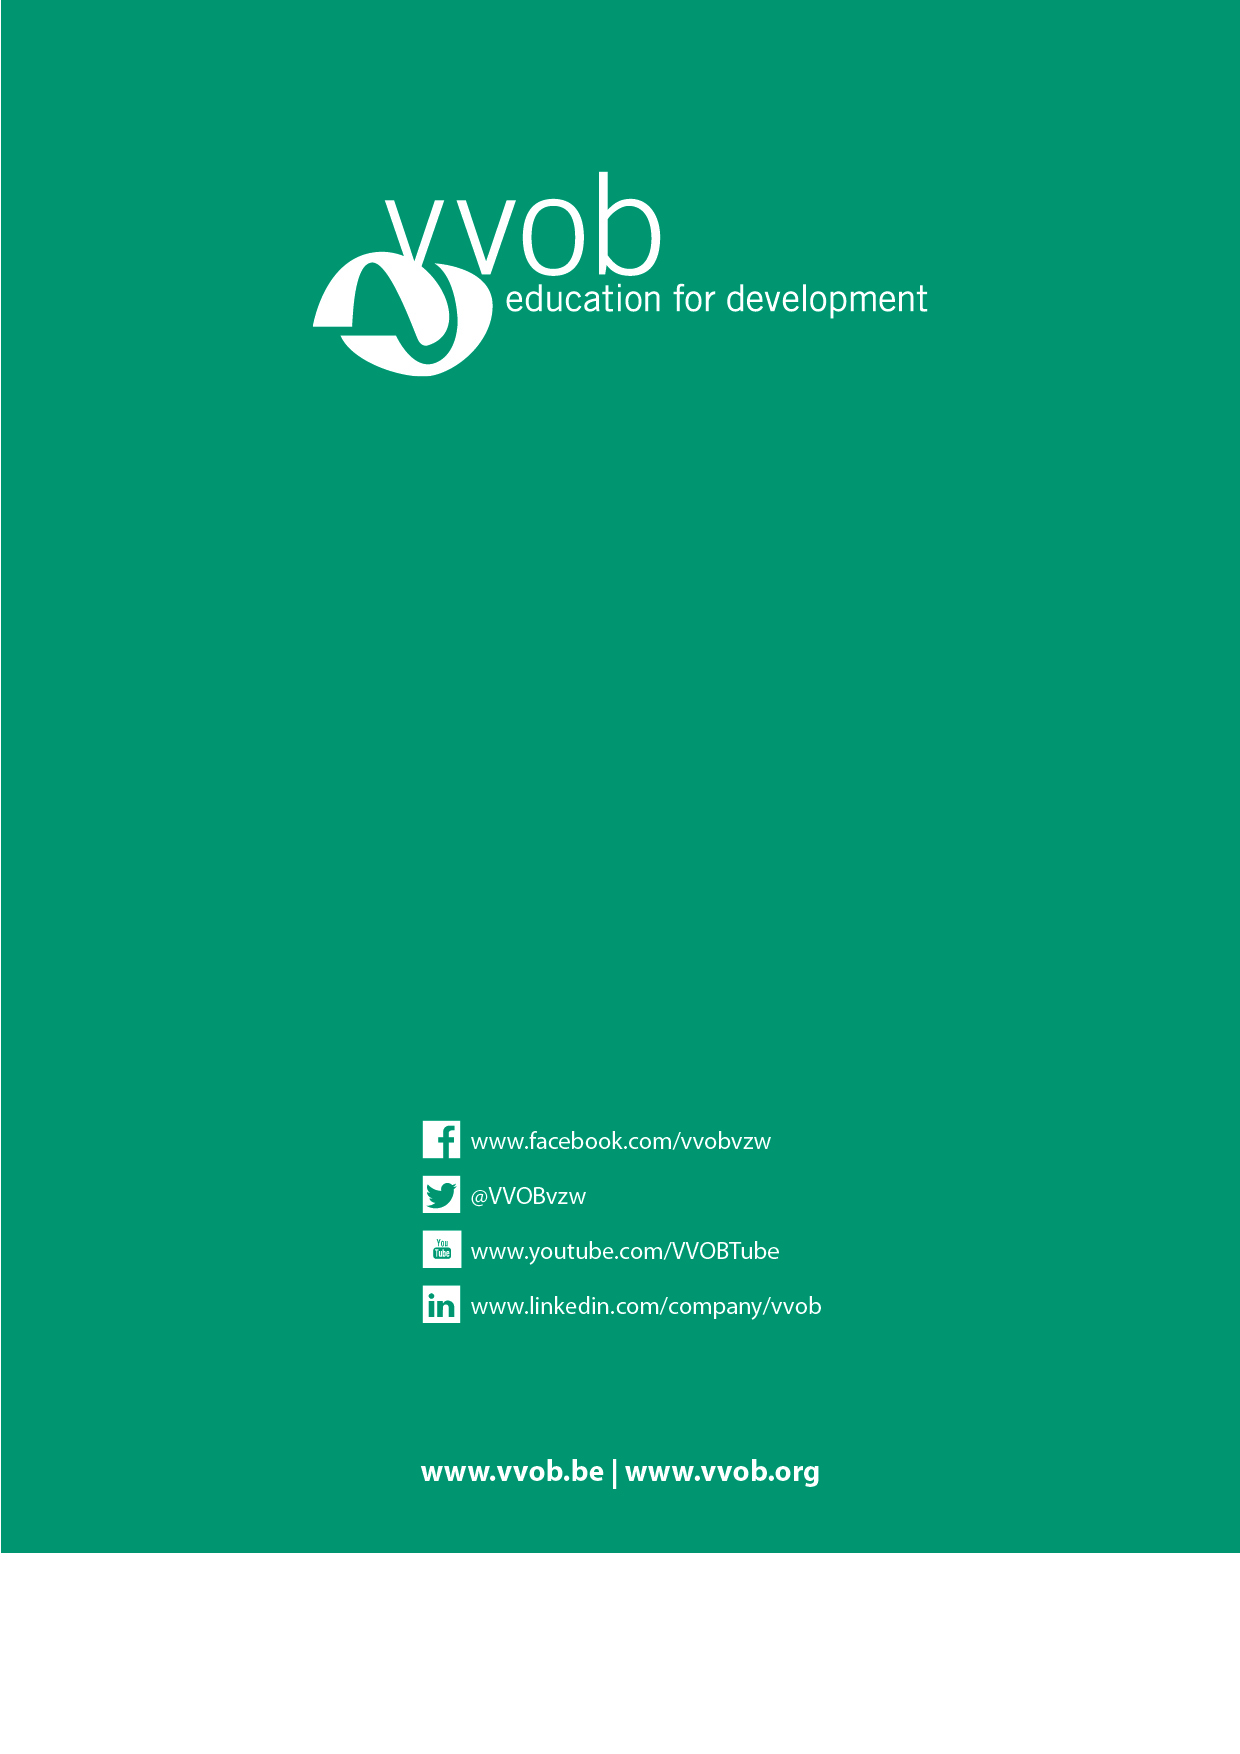 vvob
education for development
www.facebook.com/vvobvzw
@VVOBvzw
You
Tube
www.youtube.com/VVOBTube
in
www.linkedin.com/company/vvob
www.vvob.be | www.vvob.org